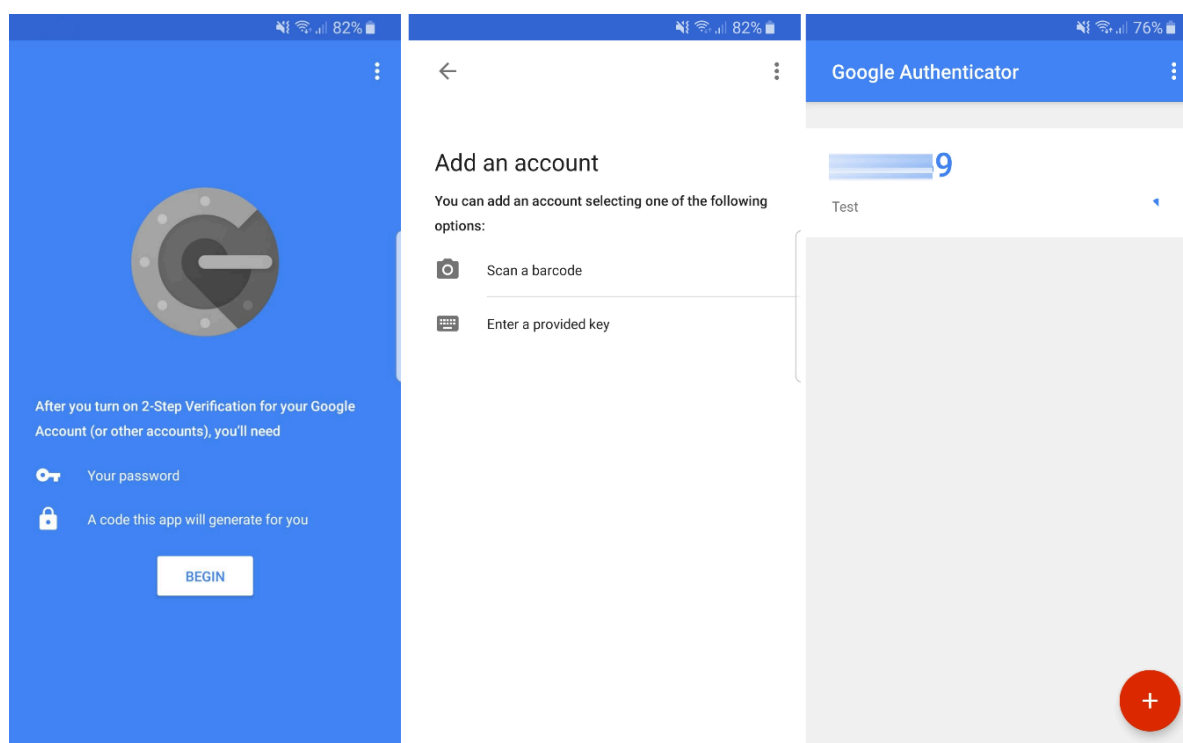 82%
After you turn on 2-Step Verification for your Google
Account (or other accounts), you'll need
Your password
A code this app will generate for you
BEGIN
82%
Add an account
You can add an account selecting one of the following
options:
Scan a barcode
Enter a provided key
76%
Google Authenticator
9
Test